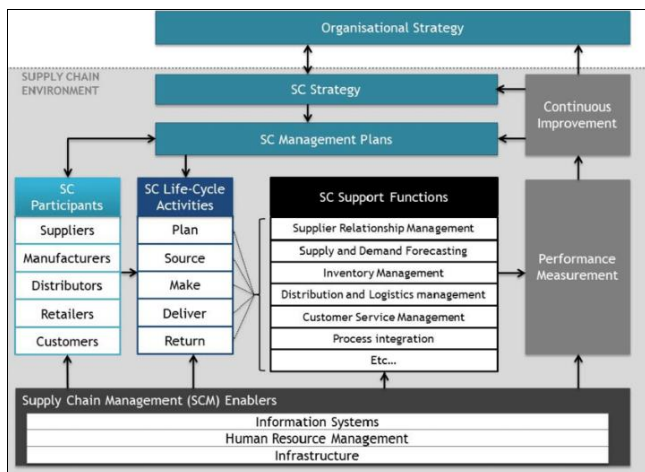 Organisational Strategy
SUPPLY CHAIN
ENVIRONMENT
SC Strategy
Continuous
Improvement
SC Management Plans
SC
Participants
Suppliers
Manufacturers
Distributors
Retailers
Customers
SC Life-Cycle
Activities
Plan
Source
Make
Deliver
Return
SC Support Functions
Supplier Relationship Management
Supply and Demand Forecasting
Inventory Management
Distribution and Logistics management
Customer Service Management
Process integration
Etc...
Performance
Measurement
Supply Chain Management (SCM) Enablers
Information Systems
Human Resource Management
Infrastructure